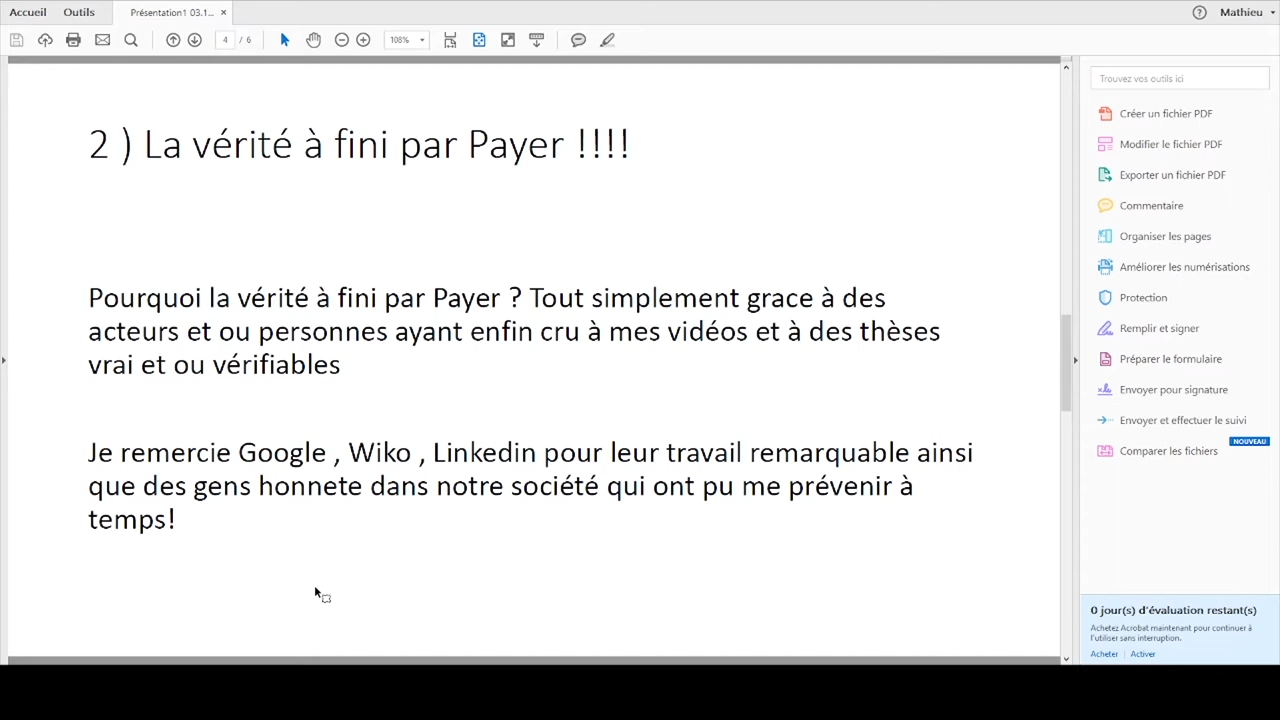 Accueil Outils Présentation1 03.1... × Mathieu
4 / 6 108%
2 ) La vérité à fini par Payer !!!!
Pourquoi la vérité à fini par Payer ? Tout simplement grace à des
acteurs et ou personnes ayant enfin cru à mes vidéos et à des thèses
vrai et ou vérifiables
Je remercie Google , Wiko , Linkedin pour leur travail remarquable ainsi
que des gens honnete dans notre société qui ont pu me prévenir à
temps!
Trouvez vos outils ici
Créer un fichier PDF
Modifier le fichier PDF
Exporter un fichier PDF
Commentaire
Organiser les pages
Améliorer les numérisations
Protection
Remplir et signer
Préparer le formulaire
Envoyer pour signature
Envoyer et effectuer le suivi
NOUVEAU
Comparer les fichiers
0 jour(s) d'évaluation restant(s)
Achetez Acrobat maintenant pour continuer à
l'utiliser sans interruption.
Acheter | Activer